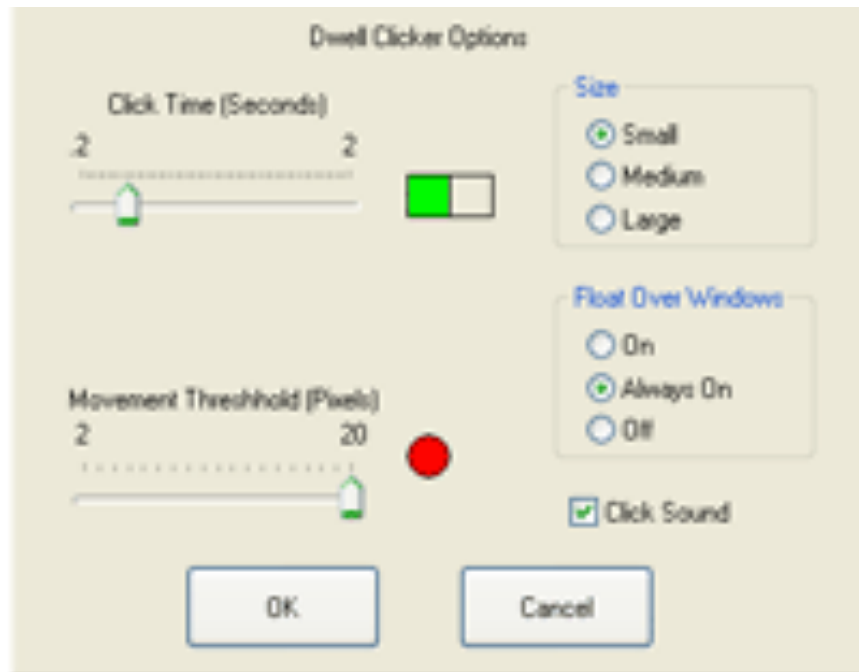 Dwell Clicker Options
Click Time (Seconds)
.2 2
Size
Small
Medium
Large
Float Over Windows
On
Always On
Off
Movement Threshhold (Pixels)
2 20
Click Sound
OK Cancel